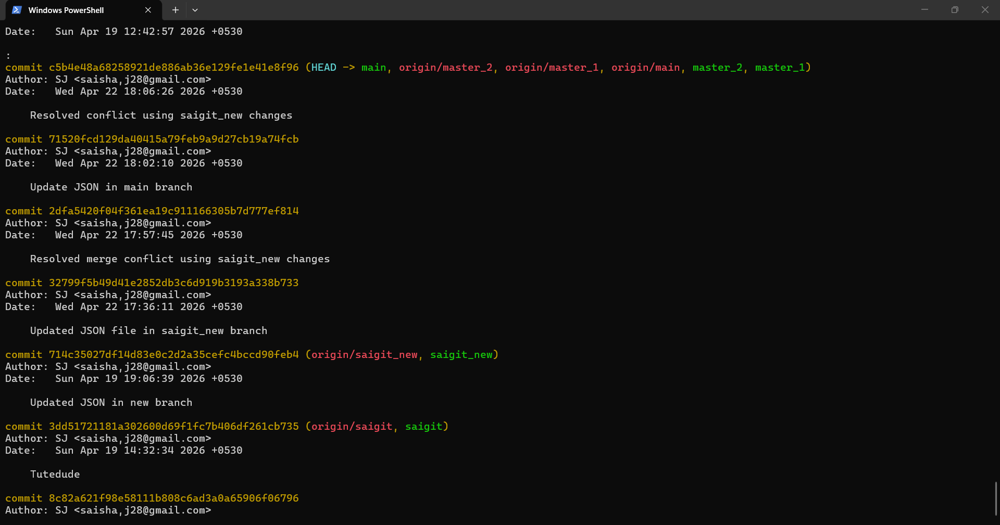 Windows PowerShell
Date:   Sun Apr 19 12:42:57 2026 +0530
:
commit c5b4e48a68258921de886ab36e129fe1e41e8f96 (HEAD -> main, origin/master_2, origin/master_1, origin/main, master_2, master_1)
Author: SJ <saisha,j28@gmail.com>
Date:   Wed Apr 22 18:06:26 2026 +0530
    Resolved conflict using saigit_new changes
commit 71520fcd129da40415a79feb9a9d27cb19a74fcb
Author: SJ <saisha,j28@gmail.com>
Date:   Wed Apr 22 18:02:10 2026 +0530
    Update JSON in main branch
commit 2dfa5420f04f361ea19c911166305b7d777ef814
Author: SJ <saisha,j28@gmail.com>
Date:   Wed Apr 22 17:57:45 2026 +0530
    Resolved merge conflict using saigit_new changes
commit 32799f5b49d41e2852db3c6d919b3193a338b733
Author: SJ <saisha,j28@gmail.com>
Date:   Wed Apr 22 17:36:11 2026 +0530
    Updated JSON file in saigit_new branch
commit 714c35027df14d83e0c2d2a35cefc4bccd90feb4 (origin/saigit_new, saigit_new)
Author: SJ <saisha,j28@gmail.com>
Date:   Sun Apr 19 19:06:39 2026 +0530
    Updated JSON in new branch
commit 3dd51721181a302600d69f1fc7b406df261cb735 (origin/saigit, saigit)
Author: SJ <saisha,j28@gmail.com>
Date:   Sun Apr 19 14:32:34 2026 +0530
    Tutedude
commit 8c82a621f98e58111b808c6ad3a0a65906f06796
Author: SJ <saisha,j28@gmail.com>